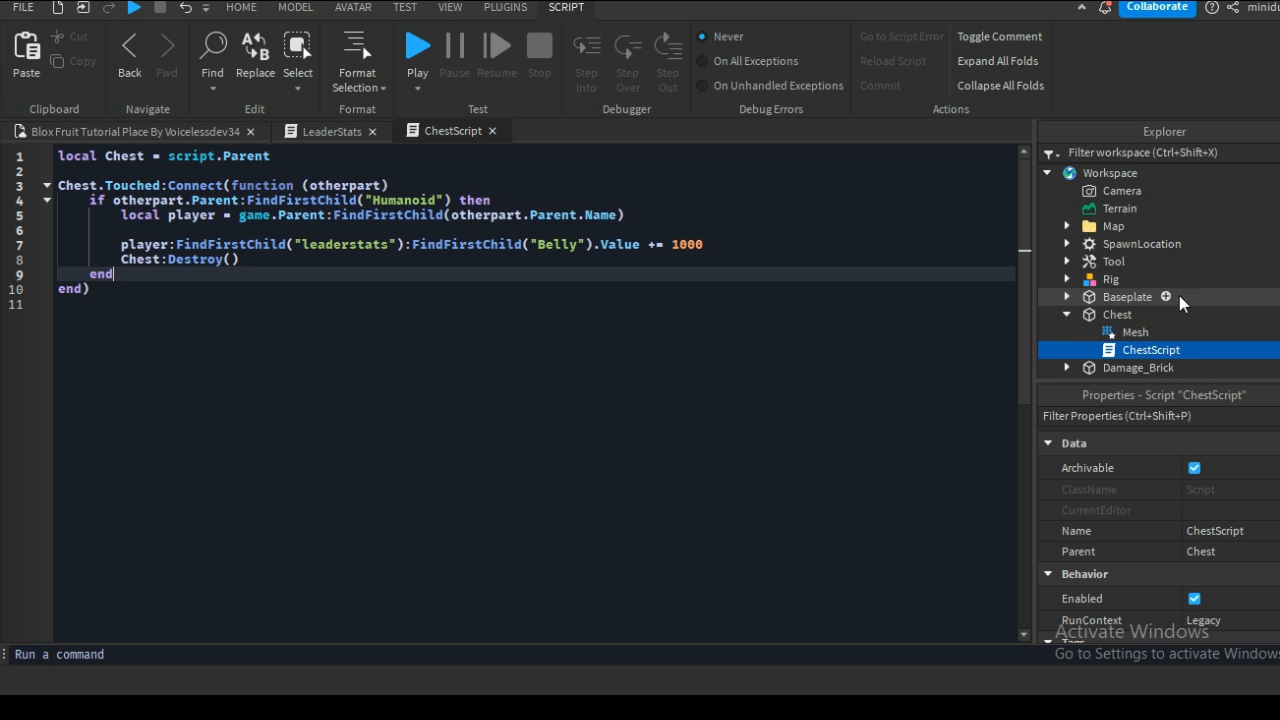 FILE HOME MODEL AVATAR TEST VIEW PLUGINS SCRIPT Collaborate minidu
Paste Cut Copy Back Fwd Find Replace Select Format Selection Play Pause Resume Stop Step Into Step Over Step Out
Never
On All Exceptions
On Unhandled Exceptions
Go to Script Error
Reload Script
Commit
Toggle Comment
Expand All Folds
Collapse All Folds
Clipboard Navigate Edit Format Test Debugger Debug Errors Actions
Blox Fruit Tutorial Place By Voicelessdev34 LeaderStats ChestScript
1 local Chest = script.Parent
2
3 Chest.Touched:Connect(function (otherpart)
4 if otherpart.Parent:FindFirstChild("Humanoid") then
5 local player = game.Parent:FindFirstChild(otherpart.Parent.Name)
6
7 player:FindFirstChild("leaderstats"):FindFirstChild("Belly").Value += 1000
8 Chest:Destroy()
9 end
10 end)
11
Explorer
Filter workspace (Ctrl+Shift+X)
Workspace
Camera
Terrain
Map
SpawnLocation
Tool
Rig
Baseplate
Chest
Mesh
ChestScript
Damage_Brick
Properties - Script "ChestScript"
Filter Properties (Ctrl+Shift+P)
Data
Archivable
ClassName Script
CurrentEditor
Name ChestScript
Parent Chest
Behavior
Enabled
RunContext Legacy
Tags
Activate Windows
Go to Settings to activate Windows
Run a command